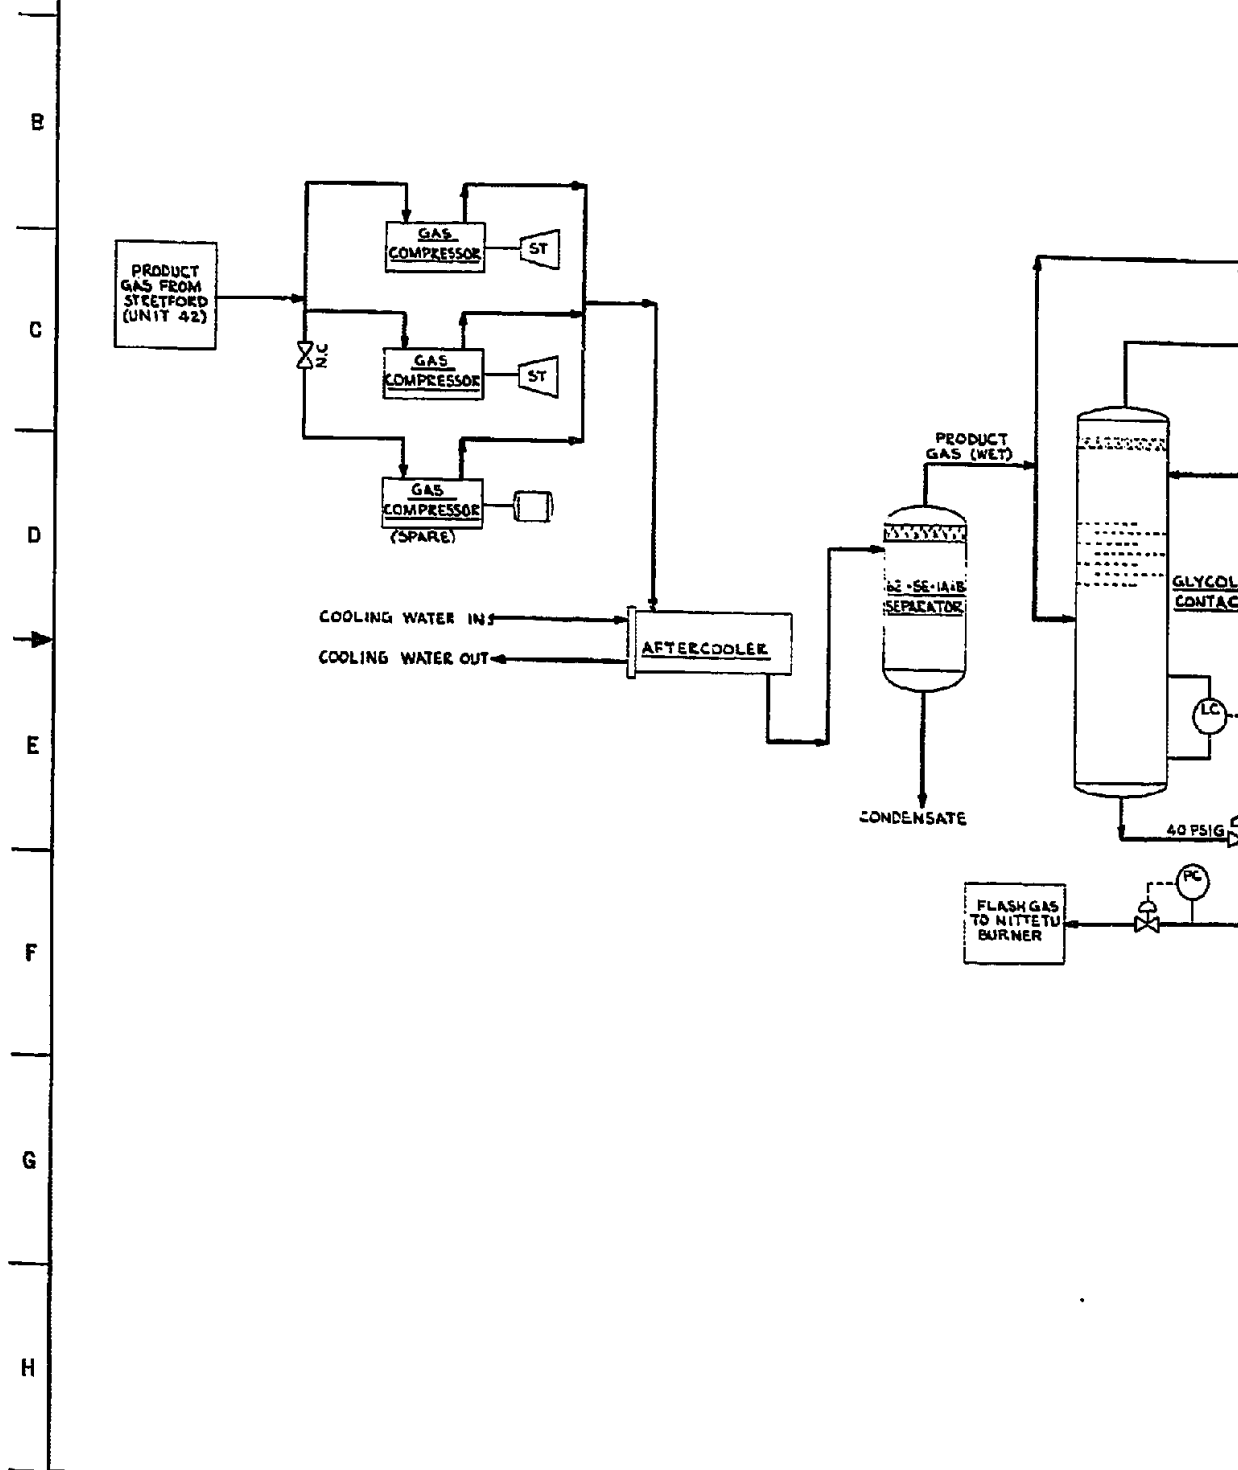 B
C
D
E
F
G
H
PRODUCT
GAS FROM
STRETFORD
(UNIT 42)
GAS
COMPRESSOR
ST
N.C
GAS
COMPRESSOR
ST
GAS
COMPRESSOR
(SPARE)
COOLING WATER IN
COOLING WATER OUT
AFTERCOOLER
PRODUCT
GAS (WET)
SEPARATOR
CONDENSATE
GLYCOL
CONTAC
LC
40 PSIG
PC
FLASH GAS
TO NITTETU
BURNER